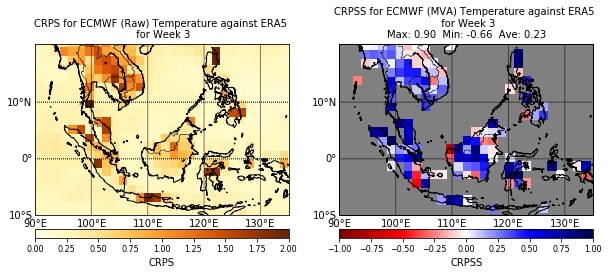 CRPS for ECMWF (Raw) Temperature against ERA5
for Week 3
10°N
0°
10°S
90°E 100°E 110°E 120°E 130°E
0.00 0.25 0.50 0.75 1.00 1.25 1.50 1.75 2.00
CRPS
CRPSS for ECMWF (MVA) Temperature against ERA5
for Week 3
Max: 0.90 Min: -0.66 Ave: 0.23
10°N
0°
10°S
90°E 100°E 110°E 120°E 130°E
−1.00 −0.75 −0.50 −0.25 0.00 0.25 0.50 0.75 1.00
CRPSS